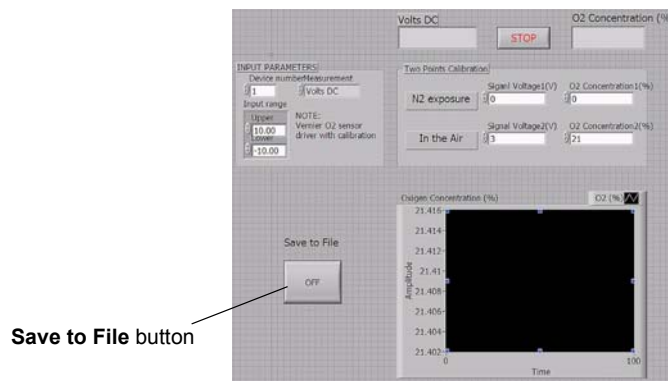 Volts DC
O2 Concentration (%
STOP
INPUT PARAMETERS
Device number
Measurement
1
Volts DC
Input range
Upper
10.00
Lower
-10.00
NOTE:
Vernier O2 sensor
driver with calibration
Two Points Calibration
Siganl Voltage1(V)
O2 Concentration1(%)
N2 exposure
0
0
Signal Voltage2(V)
O2 Concentration2(%)
In the Air
3
21
Save to File
OFF
Save to File button
Oxigen Concentration (%)
O2 (%)
21.416
21.414
21.412
21.41
21.408
21.406
21.404
21.402
Amplitude
0
100
Time